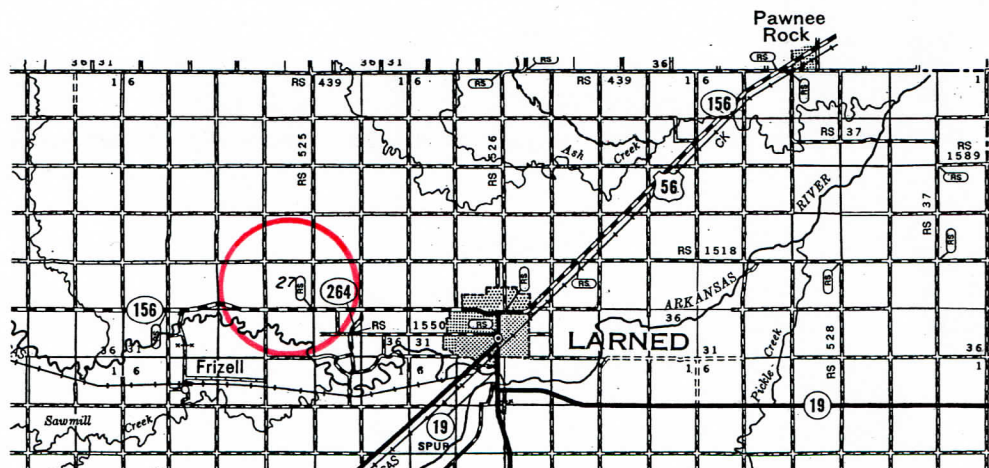 Pawnee
Rock
36 31
36 31
36
RS
RS
1 6
RS 439
1 6
RS
RS 439
1 6
RS
1
156
RS 37
CK
RS 525
RS 526
Ash Creek
RS
1589
RS
56
RIVER
RS 37
RS 1518
RS
27
RS
264
RS
RS
RS
ARKANSAS
156
RS 1550
RS
36
36 31
36 31
LARNED
31
RS 528
36
1 6
Frizell
6
1 6
1
Pickle Creek
Sawmill Creek
19
SPUR
19